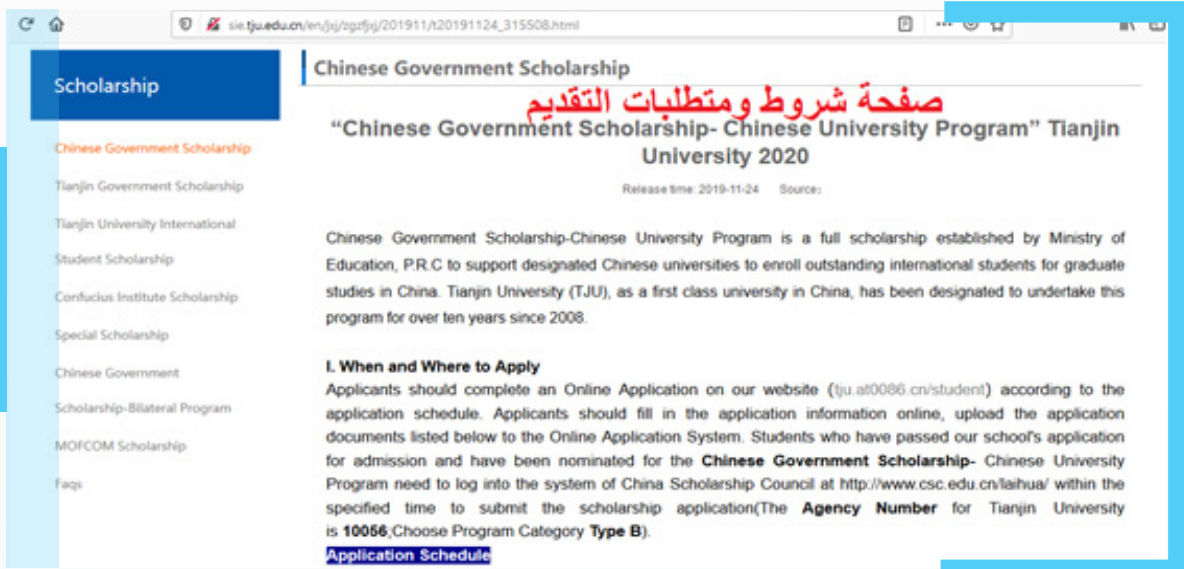 sie.tju.edu.cn/en/jxj/zgzfjxj/201911/t20191124_315508.html
Scholarship
Chinese Government Scholarship
Tianjin Government Scholarship
Tianjin University International
Student Scholarship
Confucius Institute Scholarship
Special Scholarship
Chinese Government
Scholarship-Bilateral Program
MOFCOM Scholarship
Faqs
Chinese Government Scholarship
صفحة شروط ومتطلبات التقديم
“Chinese Government Scholarship- Chinese University Program” Tianjin
University 2020
Release time: 2019-11-24 Source:
Chinese Government Scholarship-Chinese University Program is a full scholarship established by Ministry of
Education, P.R.C to support designated Chinese universities to enroll outstanding international students for graduate
studies in China. Tianjin University (TJU), as a first class university in China, has been designated to undertake this
program for over ten years since 2008.
I. When and Where to Apply
Applicants should complete an Online Application on our website (tju.at0086.cn/student) according to the
application schedule. Applicants should fill in the application information online, upload the application
documents listed below to the Online Application System. Students who have passed our school's application
for admission and have been nominated for the Chinese Government Scholarship- Chinese University
Program need to log into the system of China Scholarship Council at http://www.csc.edu.cn/laihua/ within the
specified time to submit the scholarship application(The Agency Number for Tianjin University
is 10056;Choose Program Category Type B).
Application Schedule